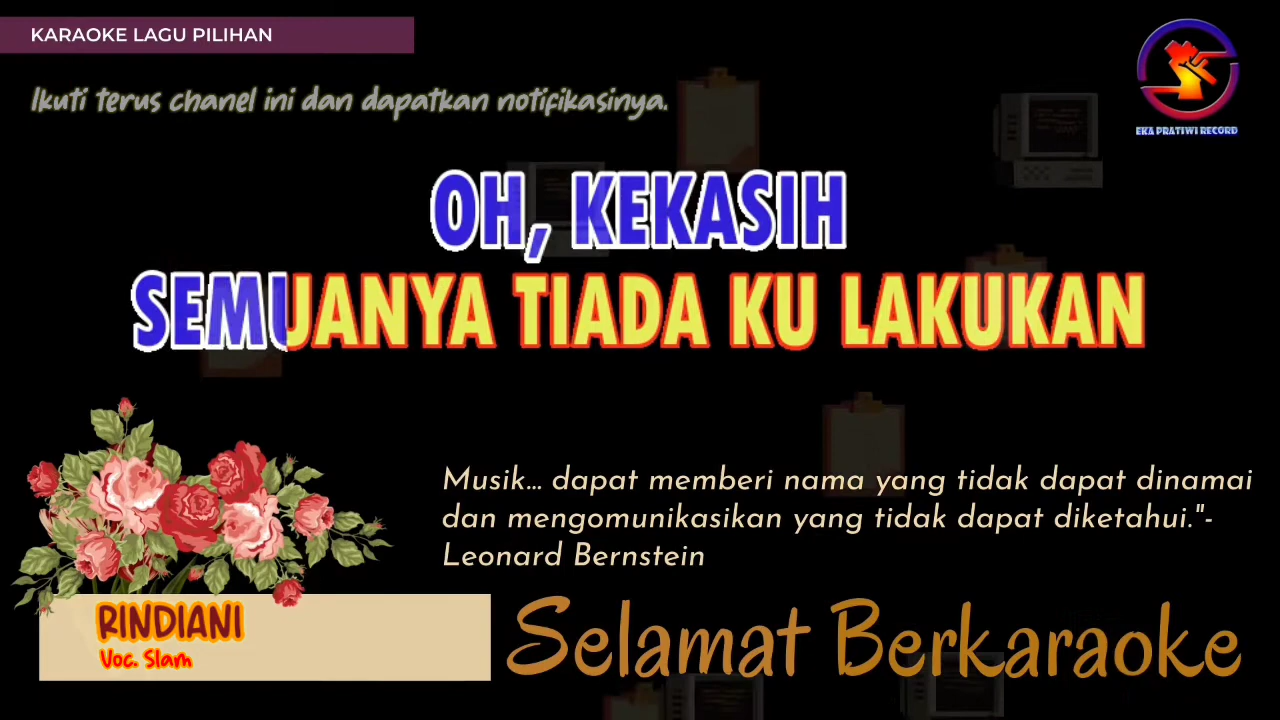 KARAOKE LAGU PILIHAN
EKA PRATIWI RECORD
Ikuti terus chanel ini dan dapatkan notifikasinya.
OH, KEKASIH
SEMUANYA TIADA KU LAKUKAN
Musik... dapat memberi nama yang tidak dapat dinamai
dan mengomunikasikan yang tidak dapat diketahui."-
Leonard Bernstein
RINDIANI
Voc. Slam
Selamat Berkaraoke